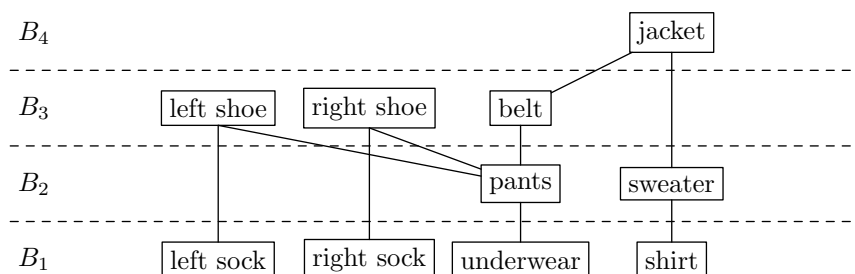 B₄ jacket
B₃ left shoe right shoe belt
B₂ pants sweater
B₁ left sock right sock underwear shirt